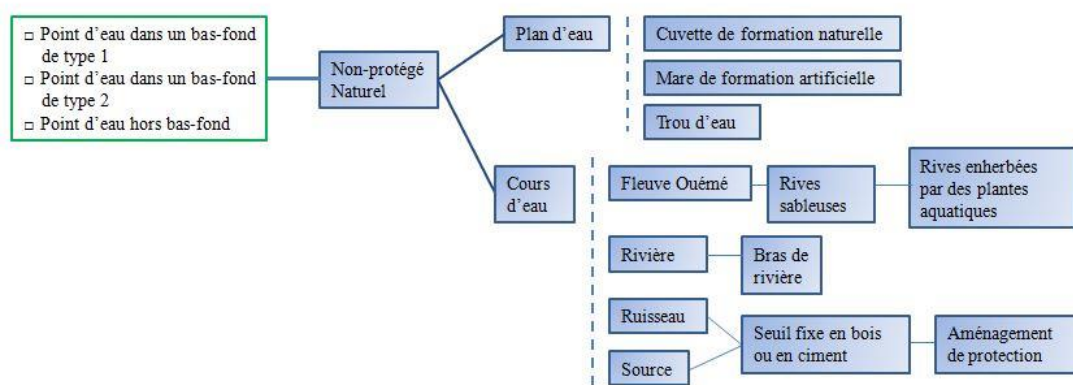 □ Point d'eau dans un bas-fond
de type 1
□ Point d'eau dans un bas-fond
de type 2
□ Point d'eau hors bas-fond
Non-protégé
Naturel
Plan d'eau
Cuvette de formation naturelle
Mare de formation artificielle
Trou d'eau
Cours
d'eau
Fleuve Ouémé
Rives
sableuses
Rives enherbées
par des plantes
aquatiques
Rivière
Bras de
rivière
Ruisseau
Source
Seuil fixe en bois
ou en ciment
Aménagement
de protection